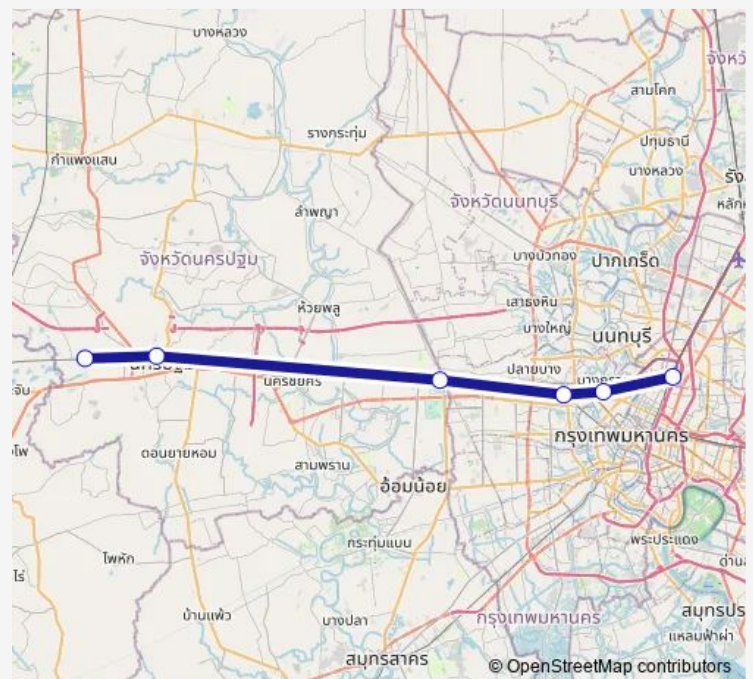 บางหลวง
จังหวั
สามโคก
รางกระทุ่ม
ปทุมธานี
กำแพงแสน
บางหลวง
รัง
หลักห
ลำพญา
จังหวัดนนทบุรี
จังหวัดนครปฐม
บางบัวทอง
ปากเกร็ด
เสาธงหิน
ห้วยพลู
บางใหญ่
นนทบุรี
ปลายบาง
นครชัยศรี
กรุงเทพมหานคร
ดอนยายหอม
สามพราน
อ้อมน้อย
กระทุ่มแบน
พระประแดง
โพหัก
ไร่
ด่านส
บ้านแพ้ว
บางปลา
กรุงเทพมหานคร
สมุทรปร
แหลมฟ้าผ่า
สมุทรสาคร
© OpenStreetMap contributors